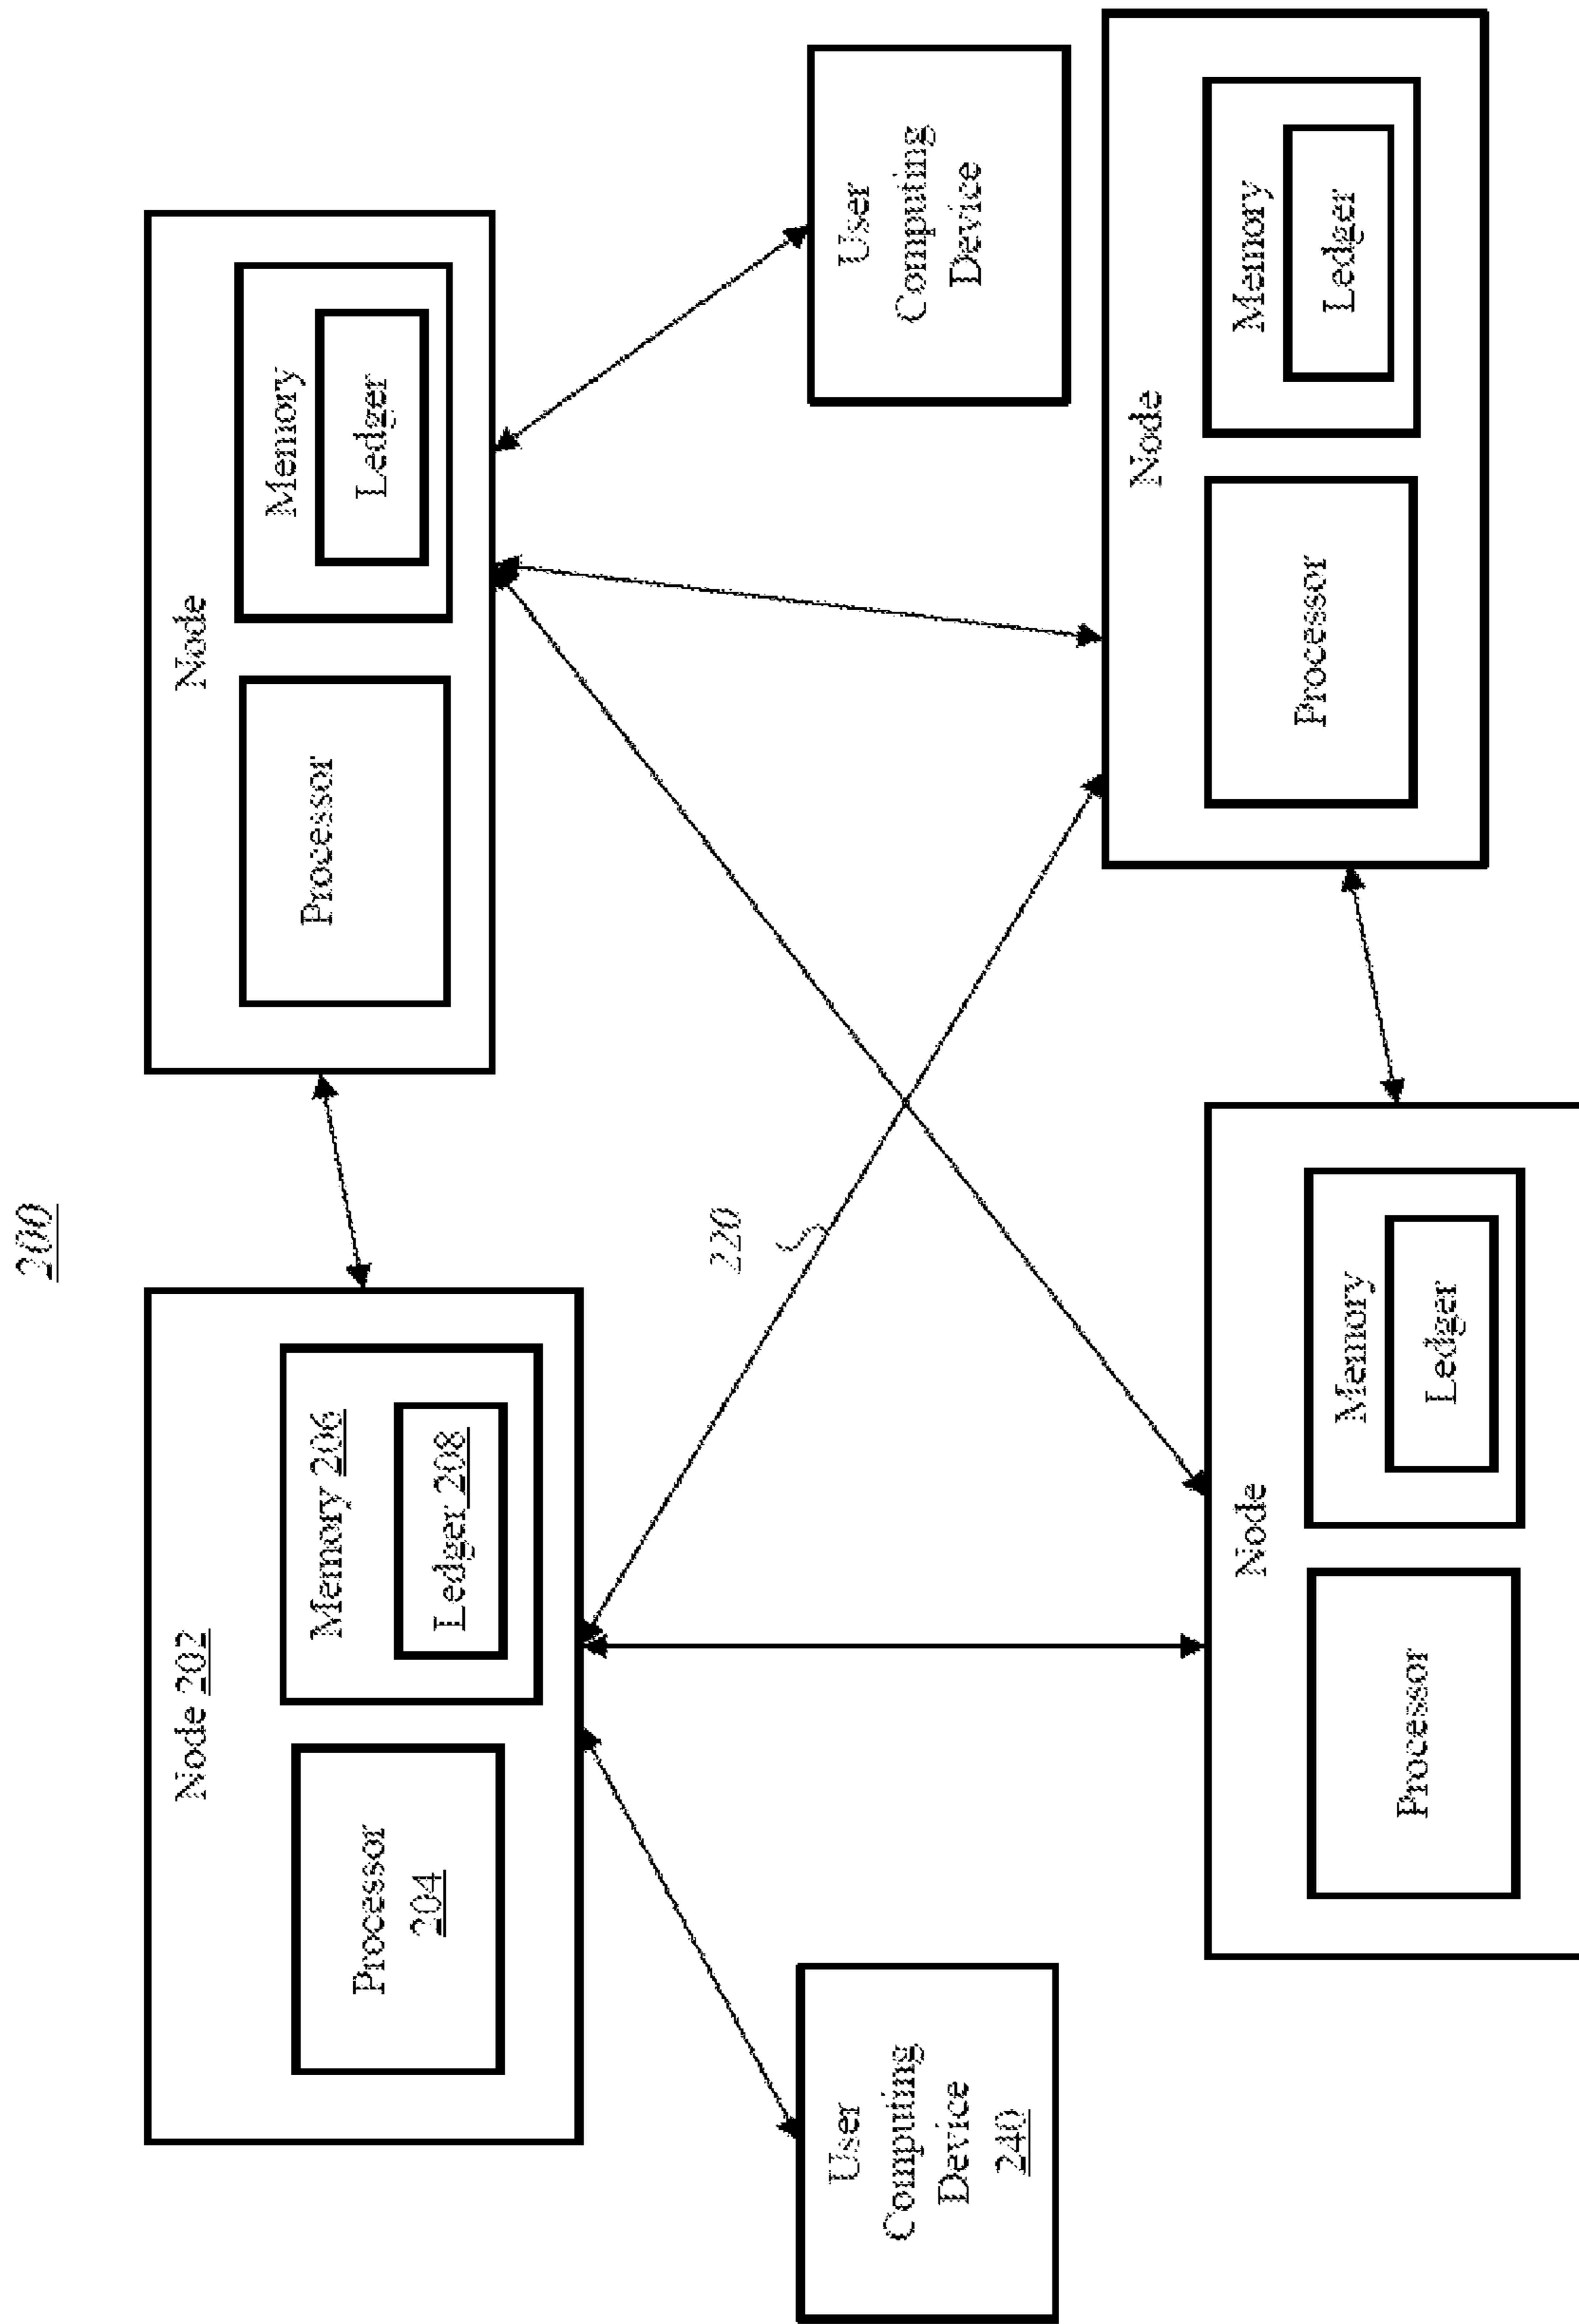 200
Node 202
Processor
204
Memory 206
Ledger 208
Node
Processor
Memory
Ledger
220
User
Computing
Device
240
User
Computing
Device
Node
Processor
Memory
Ledger
Node
Processor
Memory
Ledger